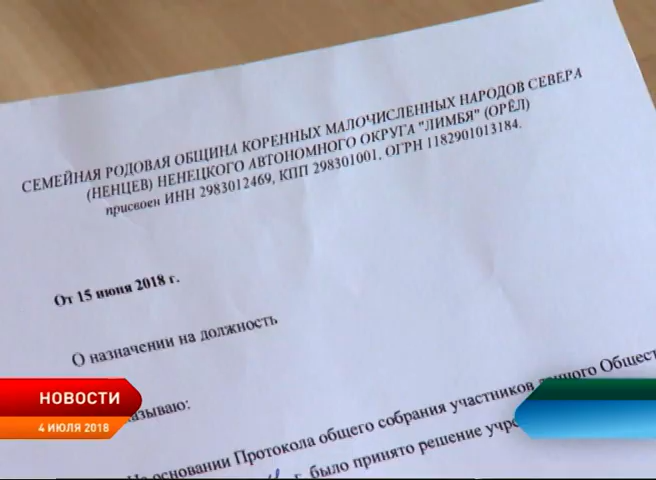 СЕМЕЙНАЯ РОДОВАЯ ОБЩИНА КОРЕННЫХ МАЛОЧИСЛЕННЫХ НАРОДОВ СЕВЕРА
(НЕНЦЕВ) НЕНЕЦКОГО АВТОНОМНОГО ОКРУГА "ЛИМБЯ" (ОРЁЛ)
присвоен ИНН 2983012469, КПП 298301001, ОГРН 1182901013184.
От 15 июня 2018 г.
О назначении на должность
основании Протокола общего собрания участников
г. было принято решение
НОВОСТИ
4 ИЮЛЯ 2018